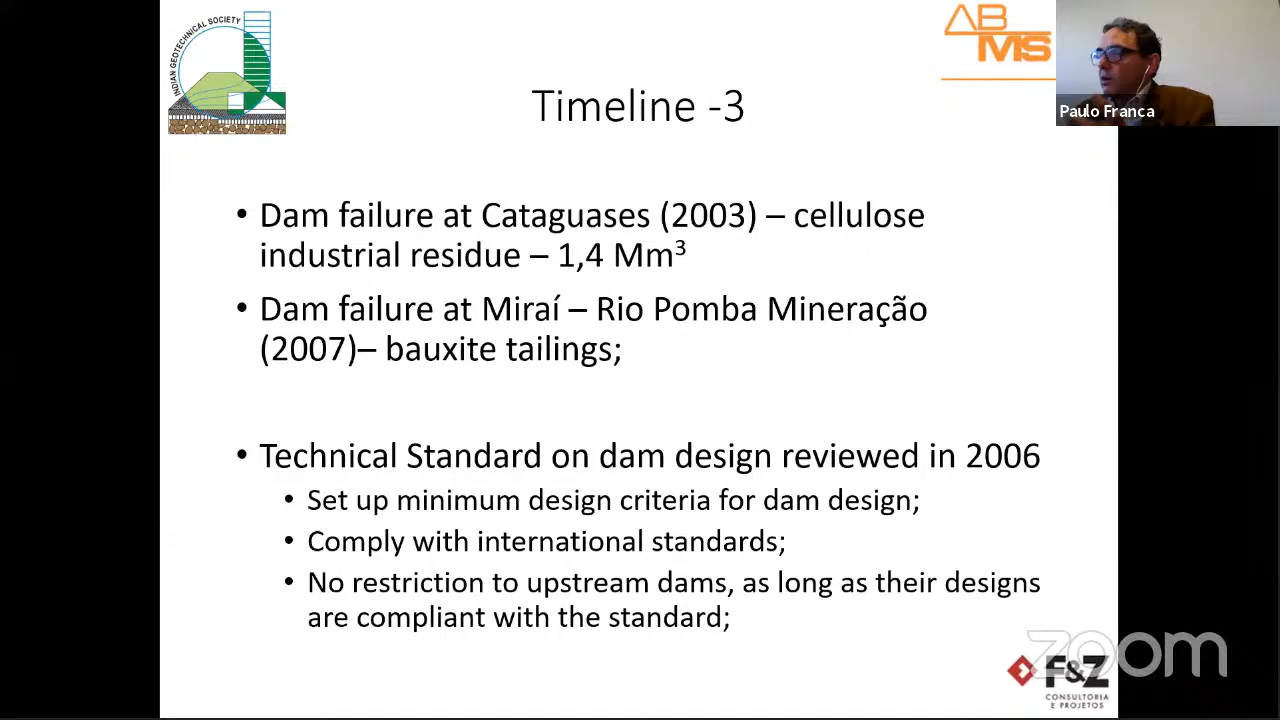 INDIAN GEOTECHNICAL SOCIETY
ABMS
Paulo Franca
Timeline -3
• Dam failure at Cataguases (2003) – cellulose
industrial residue – 1,4 Mm³
• Dam failure at Miraí – Rio Pomba Mineração
(2007)– bauxite tailings;
• Technical Standard on dam design reviewed in 2006
• Set up minimum design criteria for dam design;
• Comply with international standards;
• No restriction to upstream dams, as long as their designs
are compliant with the standard;
zoom
F&Z
CONSULTORIA
E PROJETOS